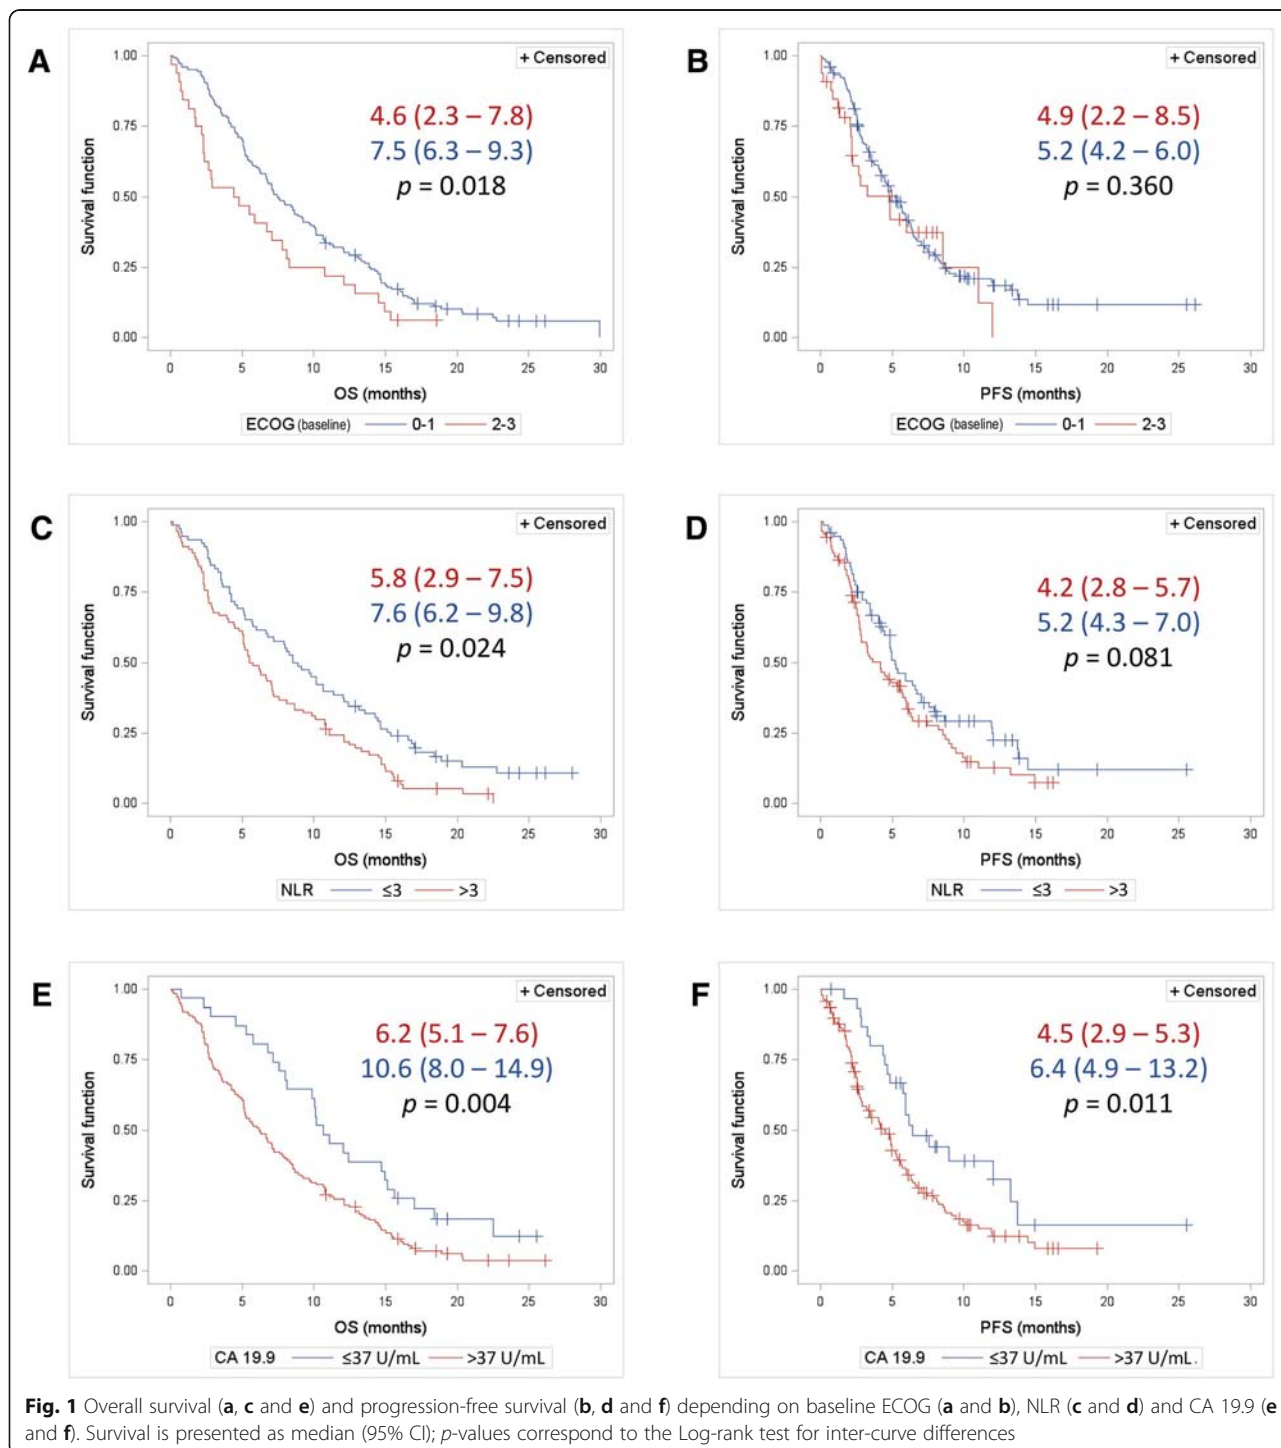 A
+ Censored
1.00
0.75
0.50
0.25
0.00
Survival function
4.6 (2.3 – 7.8)
7.5 (6.3 – 9.3)
p = 0.018
0 5 10 15 20 25 30
OS (months)
ECOG (baseline) 0-1 2-3
B
+ Censored
1.00
0.75
0.50
0.25
0.00
Survival function
4.9 (2.2 – 8.5)
5.2 (4.2 – 6.0)
p = 0.360
0 5 10 15 20 25 30
PFS (months)
ECOG (baseline) 0-1 2-3
C
+ Censored
1.00
0.75
0.50
0.25
0.00
Survival function
5.8 (2.9 – 7.5)
7.6 (6.2 – 9.8)
p = 0.024
0 5 10 15 20 25 30
OS (months)
NLR ≤3 >3
D
+ Censored
1.00
0.75
0.50
0.25
0.00
Survival function
4.2 (2.8 – 5.7)
5.2 (4.3 – 7.0)
p = 0.081
0 5 10 15 20 25 30
PFS (months)
NLR ≤3 >3
E
+ Censored
1.00
0.75
0.50
0.25
0.00
Survival function
6.2 (5.1 – 7.6)
10.6 (8.0 – 14.9)
p = 0.004
0 5 10 15 20 25 30
OS (months)
CA 19.9 ≤37 U/mL >37 U/mL
F
+ Censored
1.00
0.75
0.50
0.25
0.00
Survival function
4.5 (2.9 – 5.3)
6.4 (4.9 – 13.2)
p = 0.011
0 5 10 15 20 25 30
PFS (months)
CA 19.9 ≤37 U/mL >37 U/mL.
Fig. 1 Overall survival (a, c and e) and progression-free survival (b, d and f) depending on baseline ECOG (a and b), NLR (c and d) and CA 19.9 (e
and f). Survival is presented as median (95% CI); p-values correspond to the Log-rank test for inter-curve differences